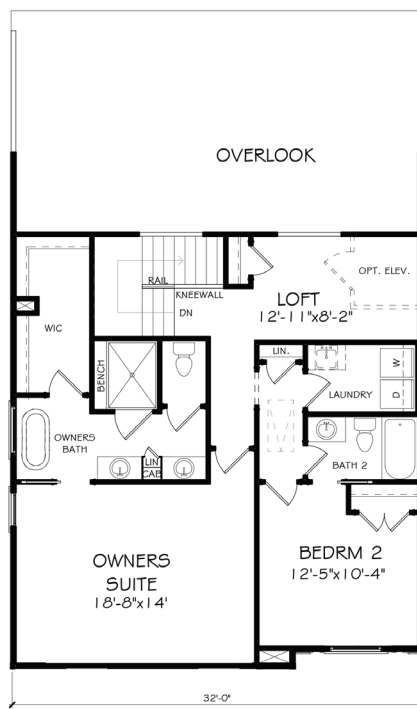 OVERLOOK
RAIL
KNEEWALL
DN
OPT. ELEV.
LOFT
12'-11"x8'-2"
WIC
BENCH
LIN.
W
LAUNDRY
D
OWNERS
BATH
LIN
CAB
BATH 2
OWNERS
SUITE
18'-8"x14'
BEDRM 2
12'-5"x10'-4"
32'-0"